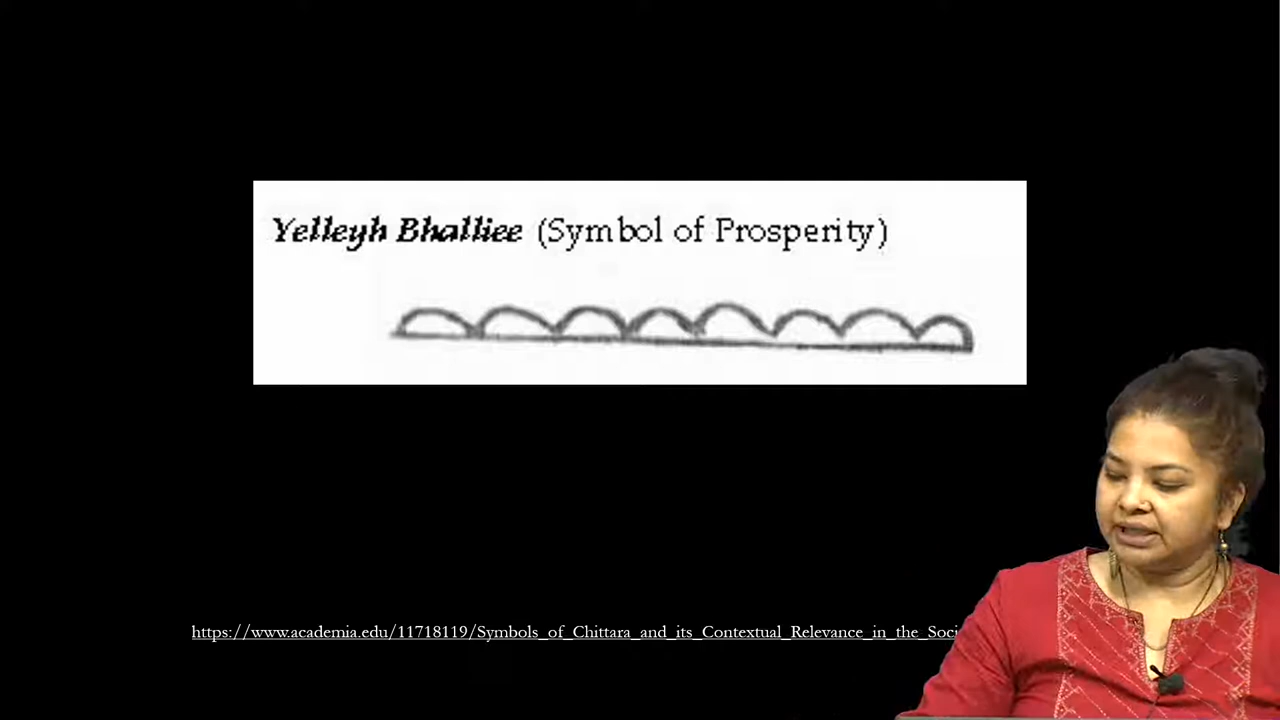 Yelleyh Bhalliee (Symbol of Prosperity)
https://www.academia.edu/11718119/Symbols_of_Chittara_and_its_Contextual_Relevance_in_the_Soci